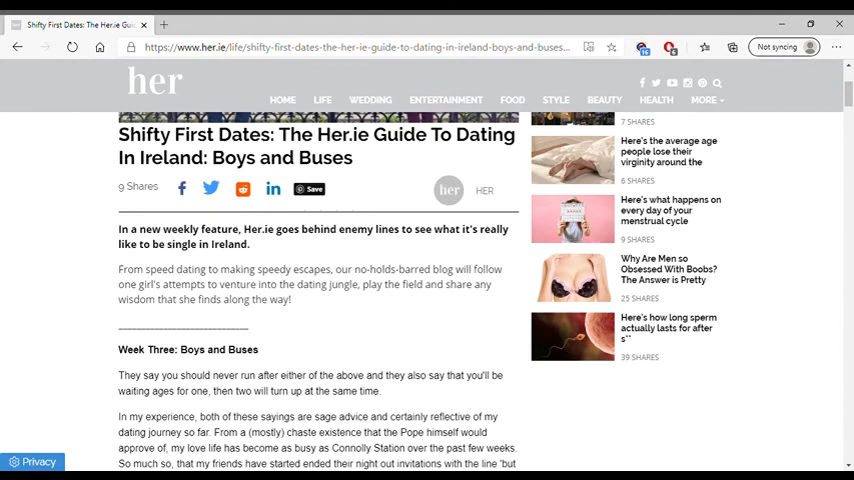 Shifty First Dates: The Her.ie Gui
Not syncing
https://www.her.ie/life/shifty-first-dates-the-her-ie-guide-to-dating-in-ireland-boys-and-buses...
16
6
her
HOME LIFE WEDDING ENTERTAINMENT FOOD STYLE BEAUTY HEALTH MORE
Shifty First Dates: The Her.ie Guide To Dating
In Ireland: Boys and Buses
9 Shares
Save
her
HER
In a new weekly feature, Her.ie goes behind enemy lines to see what it's really
like to be single in Ireland.
From speed dating to making speedy escapes, our no-holds-barred blog will follow
one girl's attempts to venture into the dating jungle, play the field and share any
wisdom that she finds along the way!
____________________________
Week Three: Boys and Buses
They say you should never run after either of the above and they also say that you'll be
waiting ages for one, then two will turn up at the same time.
In my experience, both of these sayings are sage advice and certainly reflective of my
dating journey so far. From a (mostly) chaste existence that the Pope himself would
approve of, my love life has become as busy as Connolly Station over the past few weeks.
So much so, that my friends have started ended their night out invitations with the line 'but
7 SHARES
Here's the average age
people lose their
virginity around the
6 SHARES
Here's what happens on
every day of your
menstrual cycle
9 SHARES
Why Are Men so
Obsessed With Boobs?
The Answer is Pretty
25 SHARES
Here's how long sperm
actually lasts for after
s**
39 SHARES
Privacy